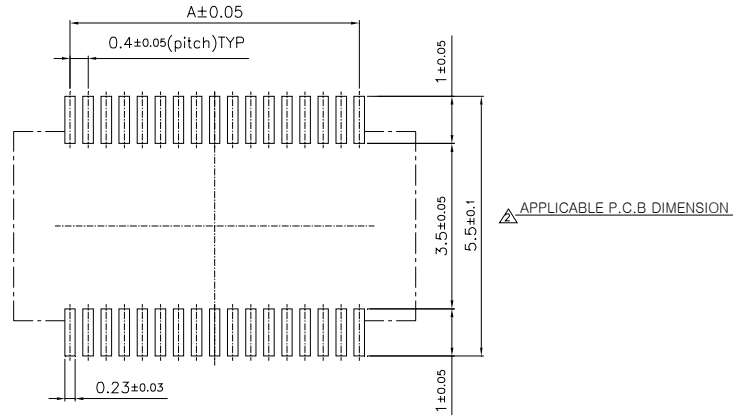 A±0.05
0.4±0.05(pitch)TYP
1±0.05
3.5±0.05
5.5±0.1
2 APPLICABLE P.C.B DIMENSION
0.23±0.03
1±0.05